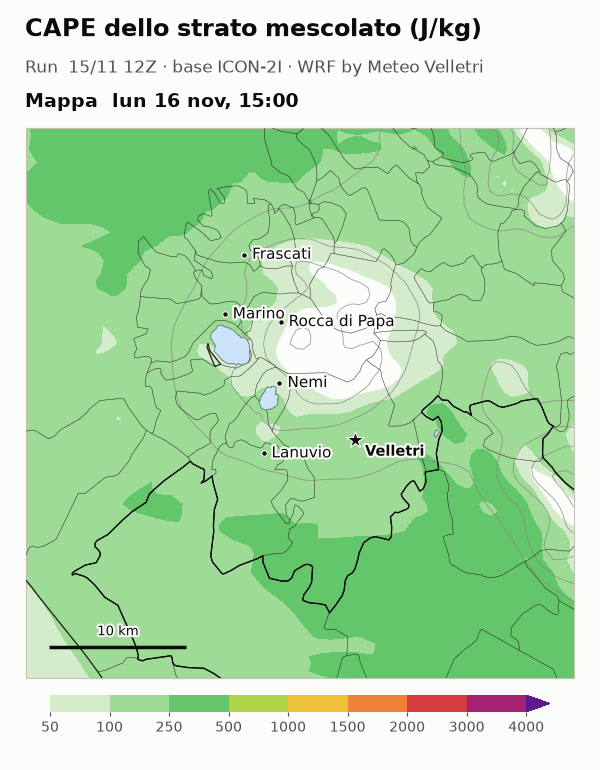 CAPE dello strato mescolato (J/kg)
Run  15/11 12Z · base ICON-2I · WRF by Meteo Velletri
Mappa  lun 16 nov, 15:00
Frascati
Marino
Rocca di Papa
Nemi
Velletri
Lanuvio
10 km
50 100 250 500 1000 1500 2000 3000 4000